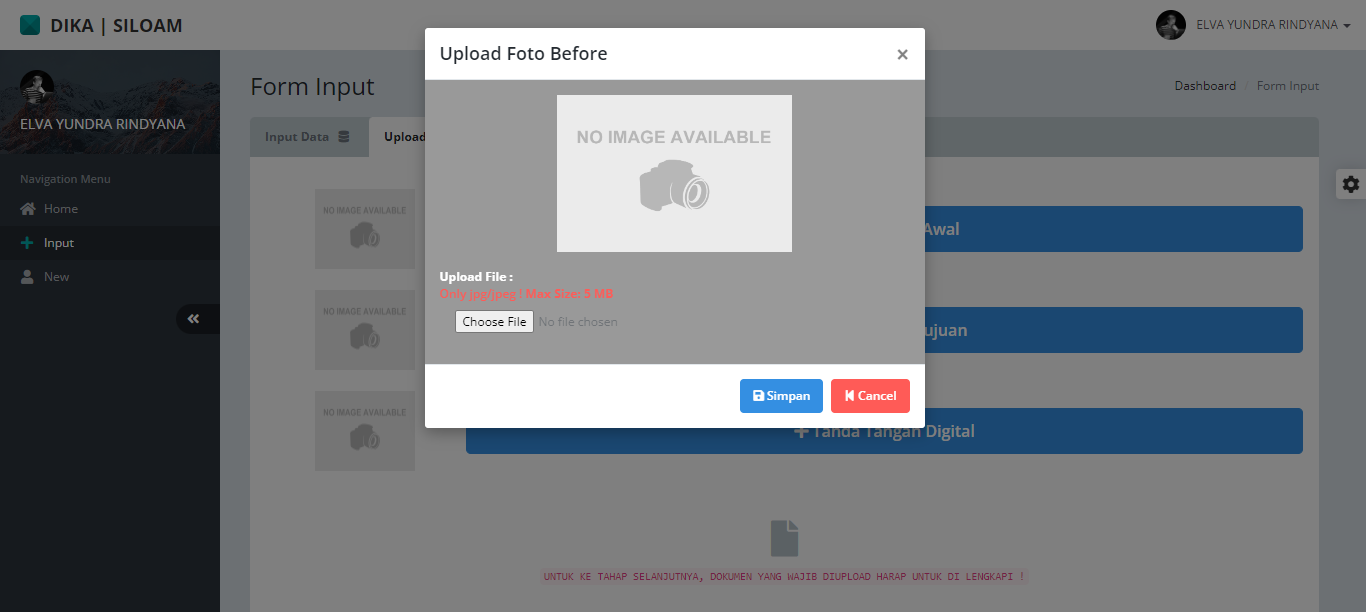 DIKA | SILOAM
ELVA YUNDRA RINDYANA
ELVA YUNDRA RINDYANA
Navigation Menu
Home
Input
New
Form Input
Dashboard / Form Input
Input Data
Upload
NO IMAGE AVAILABLE
Awal
NO IMAGE AVAILABLE
ujuan
NO IMAGE AVAILABLE
Tanda Tangan Digital
UNTUK KE TAHAP SELANJUTNYA, DOKUMEN YANG WAJIB DIUPLOAD HARAP UNTUK DI LENGKAPI !
Upload Foto Before
×
NO IMAGE AVAILABLE
Upload File :
Only jpg/jpeg ! Max Size: 5 MB
Choose File No file chosen
Simpan
Cancel